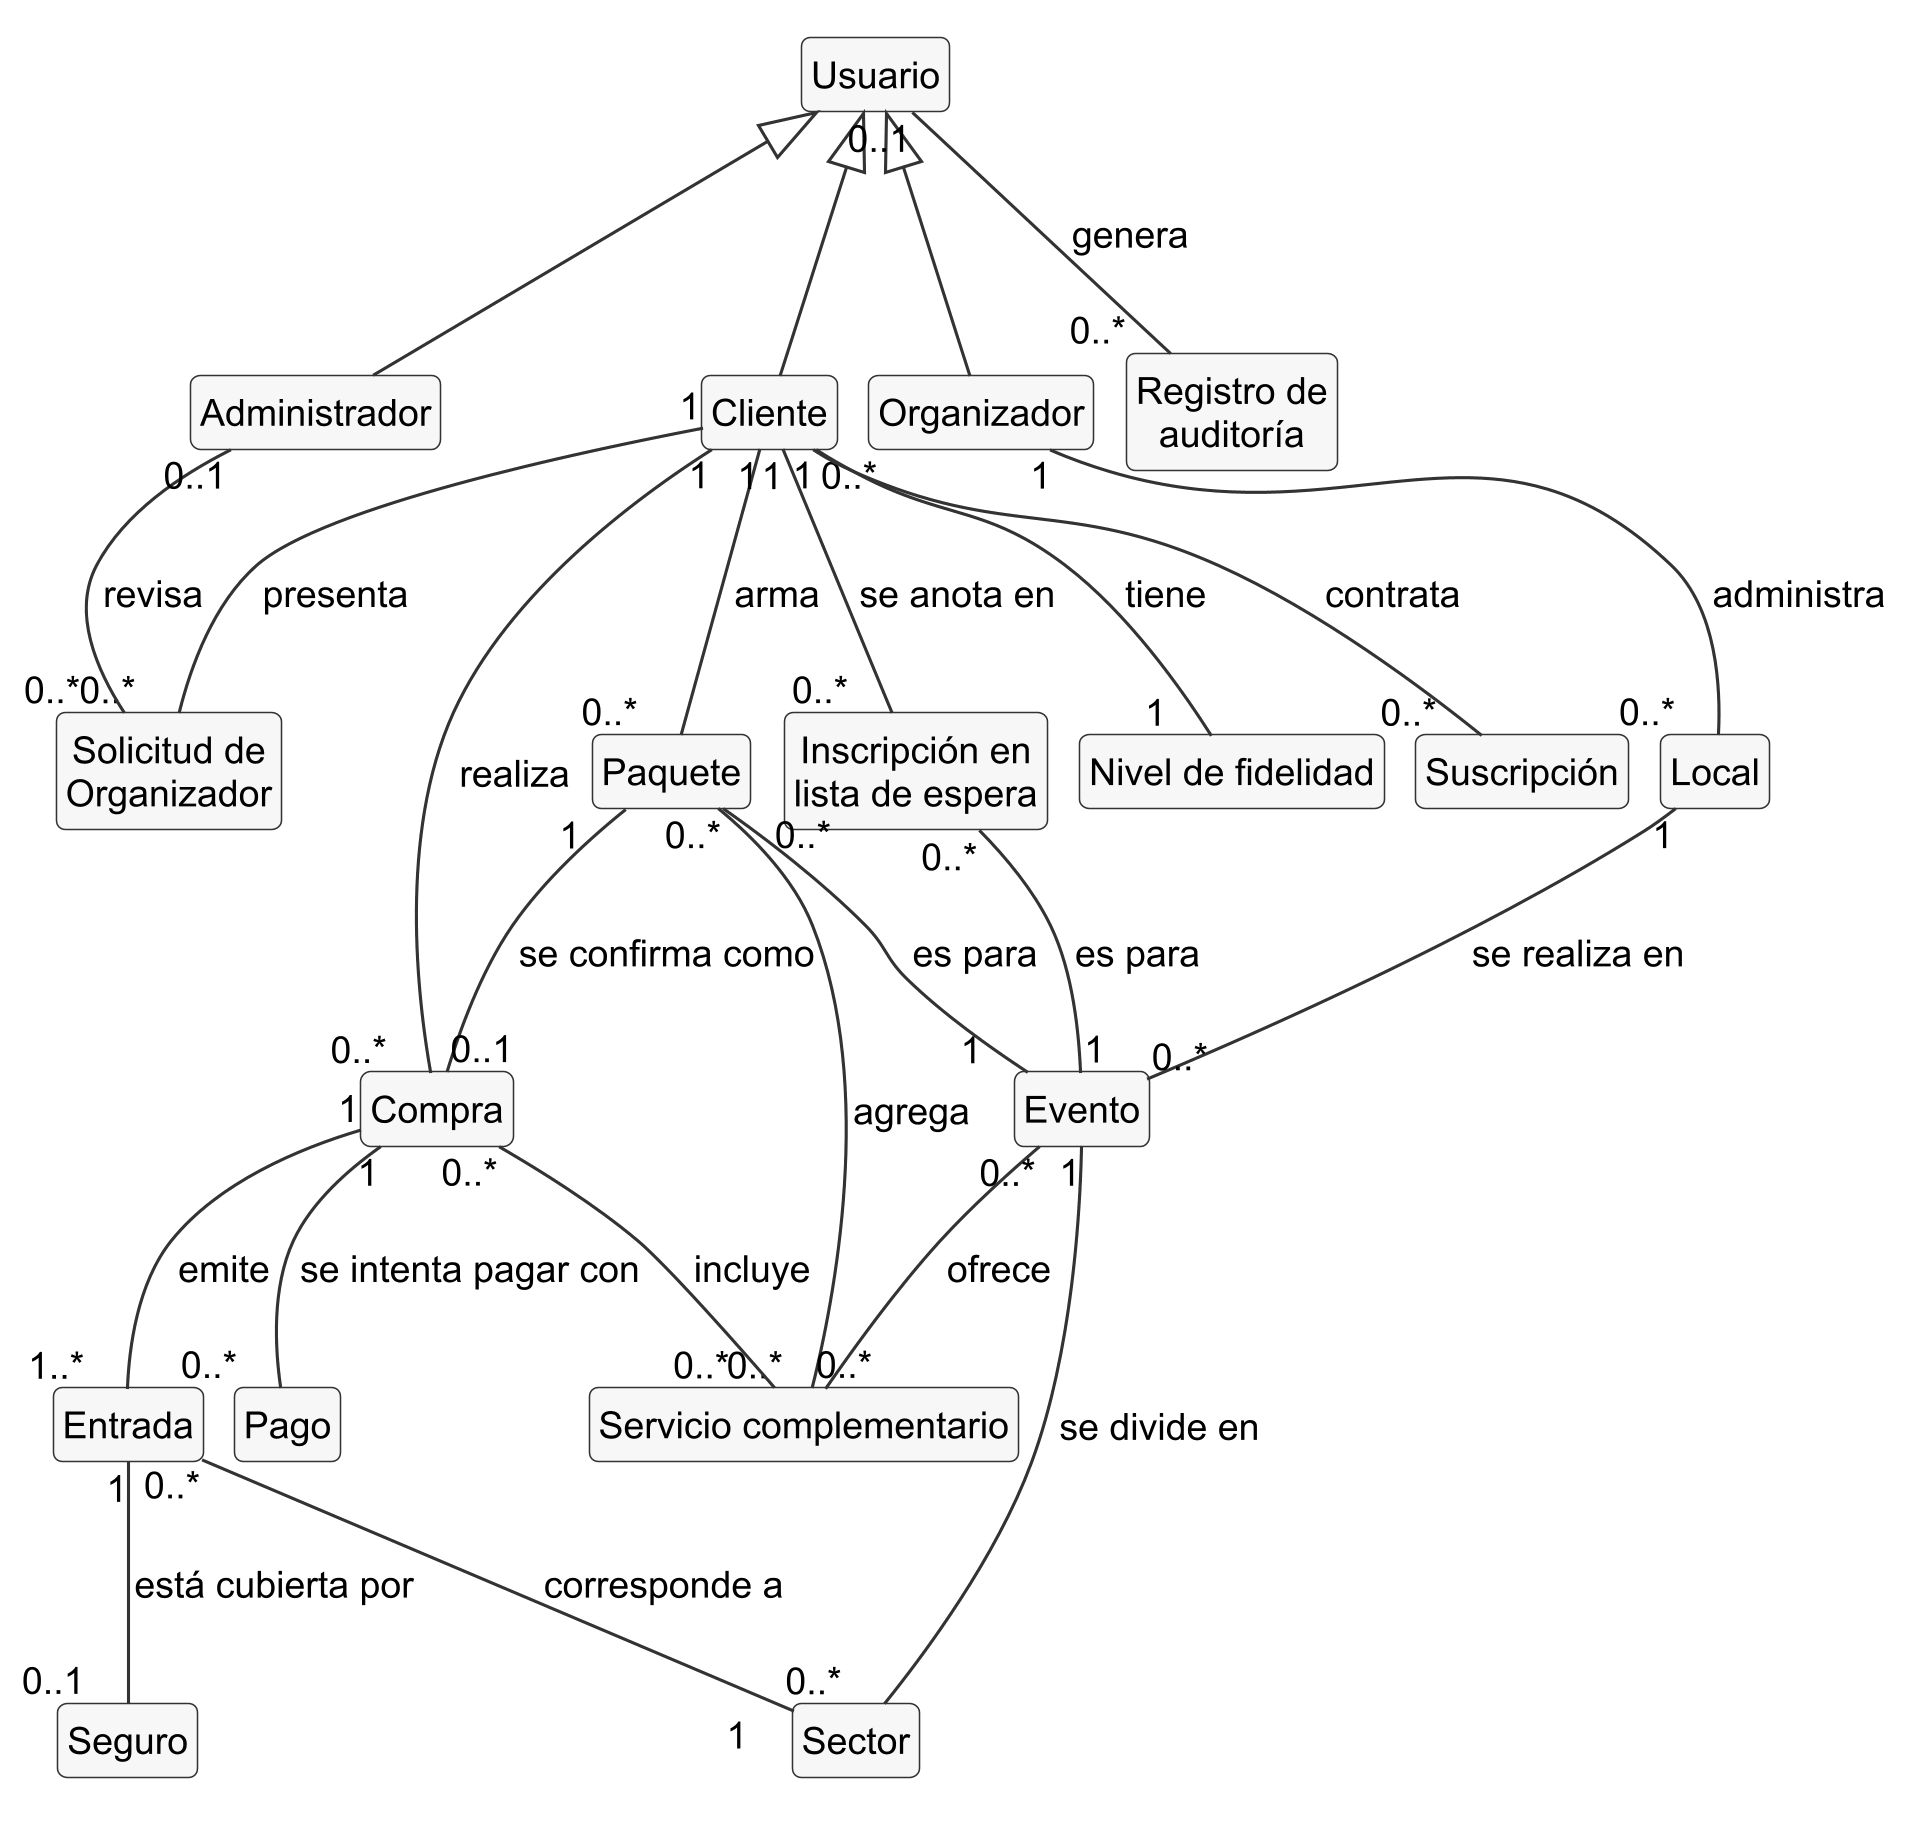 Usuario
0..1
genera
0..*
Administrador
1
Cliente
Organizador
Registro de
auditoría
0..1
1
1
1
1
0..*
1
revisa
presenta
arma
se anota en
tiene
contrata
administra
0..*
0..*
0..*
0..*
1
0..*
0..*
Solicitud de
Organizador
realiza
Paquete
Inscripción en
lista de espera
Nivel de fidelidad
Suscripción
Local
1
0..*
0..*
0..*
1
se confirma como
es para
es para
se realiza en
0..*
0..1
1
1
0..*
1
Compra
agrega
Evento
1
0..*
0..*
1
emite
se intenta pagar con
incluye
ofrece
1..*
0..*
0..*
0..*
0..*
Entrada
Pago
Servicio complementario
se divide en
1
0..*
está cubierta por
corresponde a
0..1
0..*
Seguro
1
Sector